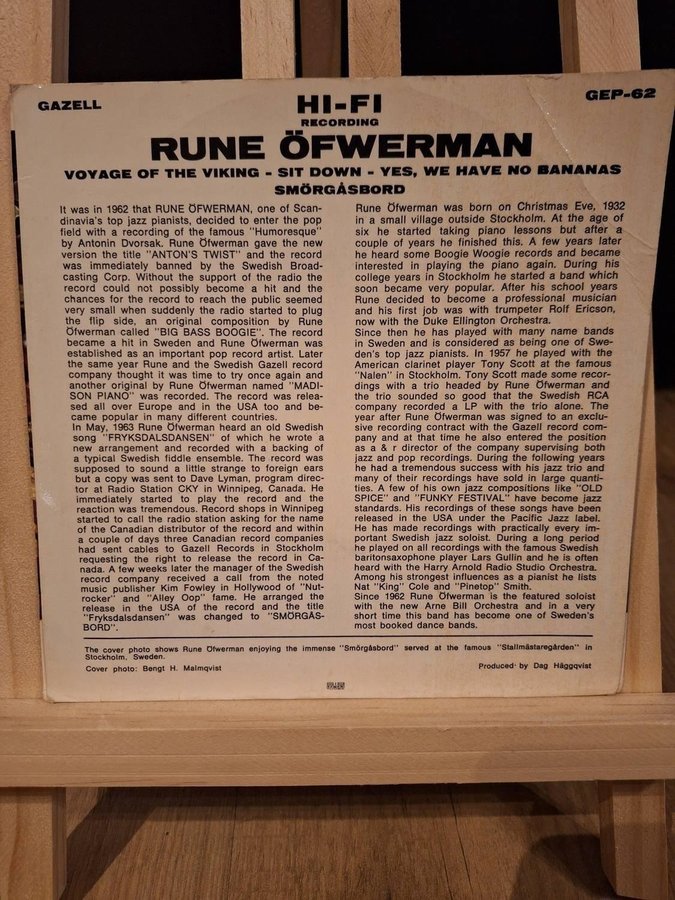 GAZELL
HI-FI
GEP-62
RECORDING
RUNE ÖFWERMAN
VOYAGE OF THE VIKING - SIT DOWN - YES, WE HAVE NO BANANAS
SMÖRGÅSBORD
It was in 1962 that RUNE ÖFWERMAN, one of Scan-
dinavia's top jazz pianists, decided to enter the pop
field with a recording of the famous "Humoresque"
by Antonin Dvorsak. Rune Öfwerman gave the new
version the title "ANTON'S TWIST" and the record
was immediately banned by the Swedish Broad-
casting Corp. Without the support of the radio the
record could not possibly become a hit and the
chances for the record to reach the public seemed
very small when suddenly the radio started to plug
the flip side, an original composition by Rune
Öfwerman called "BIG BASS BOOGIE". The record
became a hit in Sweden and Rune Öfwerman was
established as an important pop record artist. Later
the same year Rune and the Swedish Gazell record
company thought it was time to try once again and
another original by Rune Öfwerman named "MADI-
SON PIANO" was recorded. The record was relea-
sed all over Europe and in the USA too and be-
came popular in many different countries.
In May, 1963 Rune Öfwerman heard an old Swedish
song "FRYKSDALSDANSEN" of which he wrote a
new arrangement and recorded with a backing of
a typical Swedish fiddle ensemble. The record was
supposed to sound a little strange to foreign ears
but a copy was sent to Dave Lyman, program direc-
tor at Radio Station CKY in Winnipeg, Canada. He
immediately started to play the record and the
reaction was tremendous. Record shops in Winnipeg
started to call the radio station asking for the name
of the Canadian distributor of the record and within
a couple of days three Canadian record companies
had sent cables to Gazell Records in Stockholm
requesting the right to release the record in Ca-
nada. A few weeks later the manager of the Swedish
record company received a call from the noted
music publisher Kim Fowley in Hollywood of "Nut-
rocker" and "Alley Oop" fame. He arranged the
release in the USA of the record and the title
"Fryksdalsdansen" was changed to "SMÖRGÅS-
BORD".
Rune Öfwerman was born on Christmas Eve, 1932
in a small village outside Stockholm. At the age of
six he started taking piano lessons but after a
couple of years he finished this. A few years later
he heard some Boogie Woogie records and became
interested in playing the piano again. During his
college years in Stockholm he started a band which
soon became very popular. After his school years
Rune decided to become a professional musician
and his first job was with trumpeter Rolf Ericson,
now with the Duke Ellington Orchestra.
Since then he has played with many name bands
in Sweden and is considered as being one of Swe-
den's top jazz pianists. In 1957 he played with the
American clarinet player Tony Scott at the famous
"Nalen" in Stockholm. Tony Scott made some recor-
dings with a trio headed by Rune Öfwerman and
the trio sounded so good that the Swedish RCA
company recorded a LP with the trio alone. The
year after Rune Öfwerman was signed to an exclu-
sive recording contract with the Gazell record com-
pany and at that time he also entered the position
as a & r director of the company supervising both
jazz and pop recordings. During the following years
he had a tremendous success with his jazz trio and
many of their recordings have sold in large quanti-
ties. A few of his own jazz compositions like "OLD
SPICE" and "FUNKY FESTIVAL" have become jazz
standards. His recordings of these songs have been
released in the USA under the Pacific Jazz label.
He has made recordings with practically every im-
portant Swedish jazz soloist. During a long period
he played on all recordings with the famous Swedish
baritonsaxophone player Lars Gullin and he is often
heard with the Harry Arnold Radio Studio Orchestra.
Among his strongest influences as a pianist he lists
Nat "King" Cole and "Pinetop" Smith.
Since 1962 Rune Öfwerman is the featured soloist
with the new Arne Bill Orchestra and in a very
short time this band has become one of Sweden's
most booked dance bands.
The cover photo shows Rune Öfwerman enjoying the immense "Smörgåsbord" served at the famous "Stallmästaregården" in
Stockholm, Sweden.
Cover photo: Bengt H. Malmqvist
Produced by Dag Häggqvist